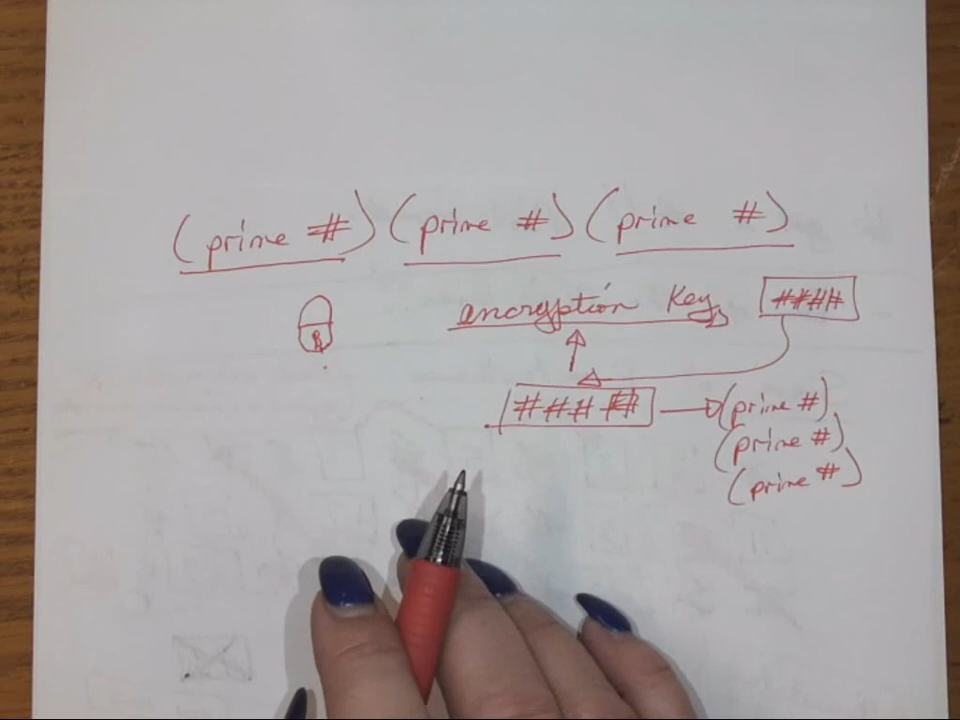 (prime #) (prime #) (prime #)
encryption Key
####
####
(prime #)
(prime #)
(prime #)